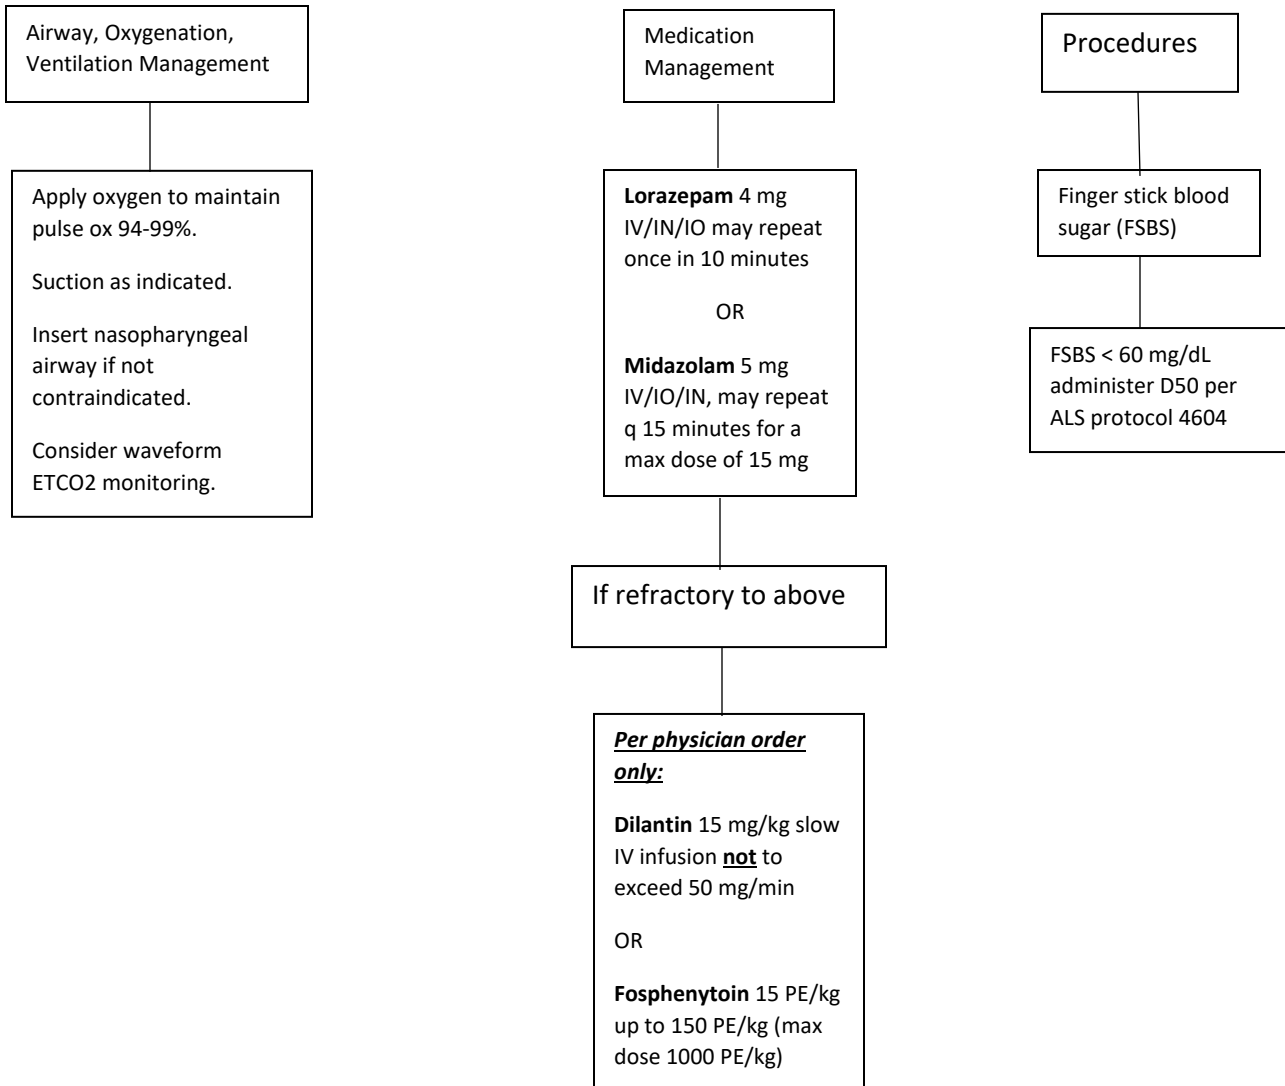 Airway, Oxygenation,
Ventilation Management
Apply oxygen to maintain
pulse ox 94-99%.
Suction as indicated.
Insert nasopharyngeal
airway if not
contraindicated.
Consider waveform
ETCO2 monitoring.
Medication
Management
Lorazepam 4 mg
IV/IN/IO may repeat
once in 10 minutes
OR
Midazolam 5 mg
IV/IO/IN, may repeat
q 15 minutes for a
max dose of 15 mg
If refractory to above
Per physician order
only:
Dilantin 15 mg/kg slow
IV infusion not to
exceed 50 mg/min
OR
Fosphenytoin 15 PE/kg
up to 150 PE/kg (max
dose 1000 PE/kg)
Procedures
Finger stick blood
sugar (FSBS)
FSBS < 60 mg/dL
administer D50 per
ALS protocol 4604